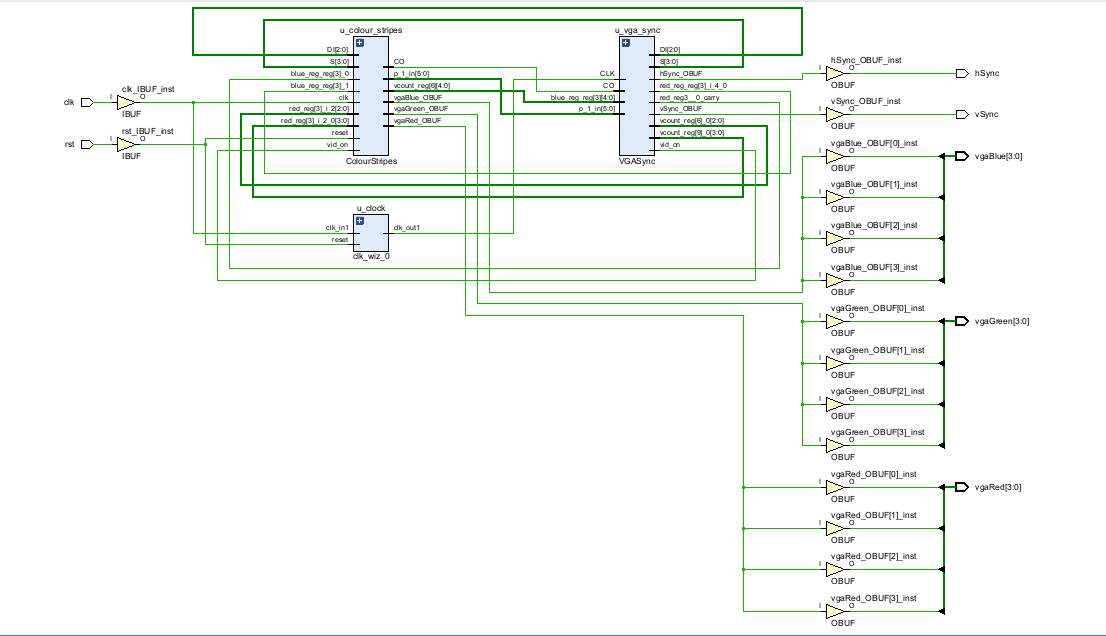 u_colour_stripes
DI[2:0]
S[3:0]
blue_reg_reg[3]_0
blue_reg_reg[3]_1
clk
red_reg[3]_i_2[2:0]
red_reg[3]_i_2_0[3:0]
reset
vid_on
CO
p_1_in[5:0]
vcount_reg[6][4:0]
vgaBlue_OBUF
vgaGreen_OBUF
vgaRed_OBUF
ColourStripes
u_vga_sync
CLK
CO
blue_reg_reg[3][4:0]
p_1_in[5:0]
DI[2:0]
S[3:0]
hSync_OBUF
red_reg_reg[3]_i_4_0
red_reg3__0_carry
vSync_OBUF
vcount_reg[6]_0[2:0]
vcount_reg[9]_0[3:0]
vid_on
VGASync
clk
clk_IBUF_inst
I
O
IBUF
rst
rst_IBUF_inst
I
O
IBUF
u_clock
clk_in1
reset
clk_out1
clk_wiz_0
hSync_OBUF_inst
I
O
OBUF
hSync
vSync_OBUF_inst
I
O
OBUF
vSync
vgaBlue_OBUF[0]_inst
I
O
OBUF
vgaBlue[3:0]
vgaBlue_OBUF[1]_inst
I
O
OBUF
vgaBlue_OBUF[2]_inst
I
O
OBUF
vgaBlue_OBUF[3]_inst
I
O
OBUF
vgaGreen_OBUF[0]_inst
I
O
OBUF
vgaGreen[3:0]
vgaGreen_OBUF[1]_inst
I
O
OBUF
vgaGreen_OBUF[2]_inst
I
O
OBUF
vgaGreen_OBUF[3]_inst
I
O
OBUF
vgaRed_OBUF[0]_inst
I
O
OBUF
vgaRed[3:0]
vgaRed_OBUF[1]_inst
I
O
OBUF
vgaRed_OBUF[2]_inst
I
O
OBUF
vgaRed_OBUF[3]_inst
I
O
OBUF